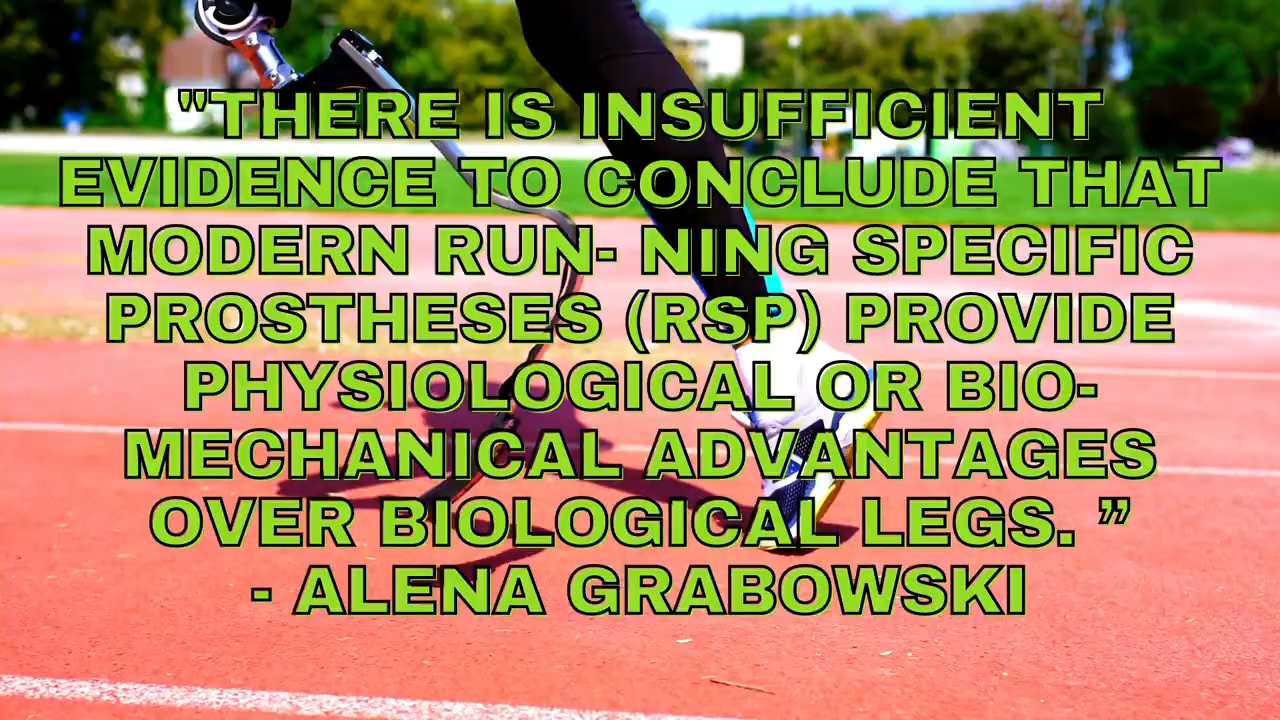 "THERE IS INSUFFICIENT
EVIDENCE TO CONCLUDE THAT
MODERN RUN- NING SPECIFIC
PROSTHESES (RSP) PROVIDE
PHYSIOLOGICAL OR BIO-
MECHANICAL ADVANTAGES
OVER BIOLOGICAL LEGS. ”
- ALENA GRABOWSKI